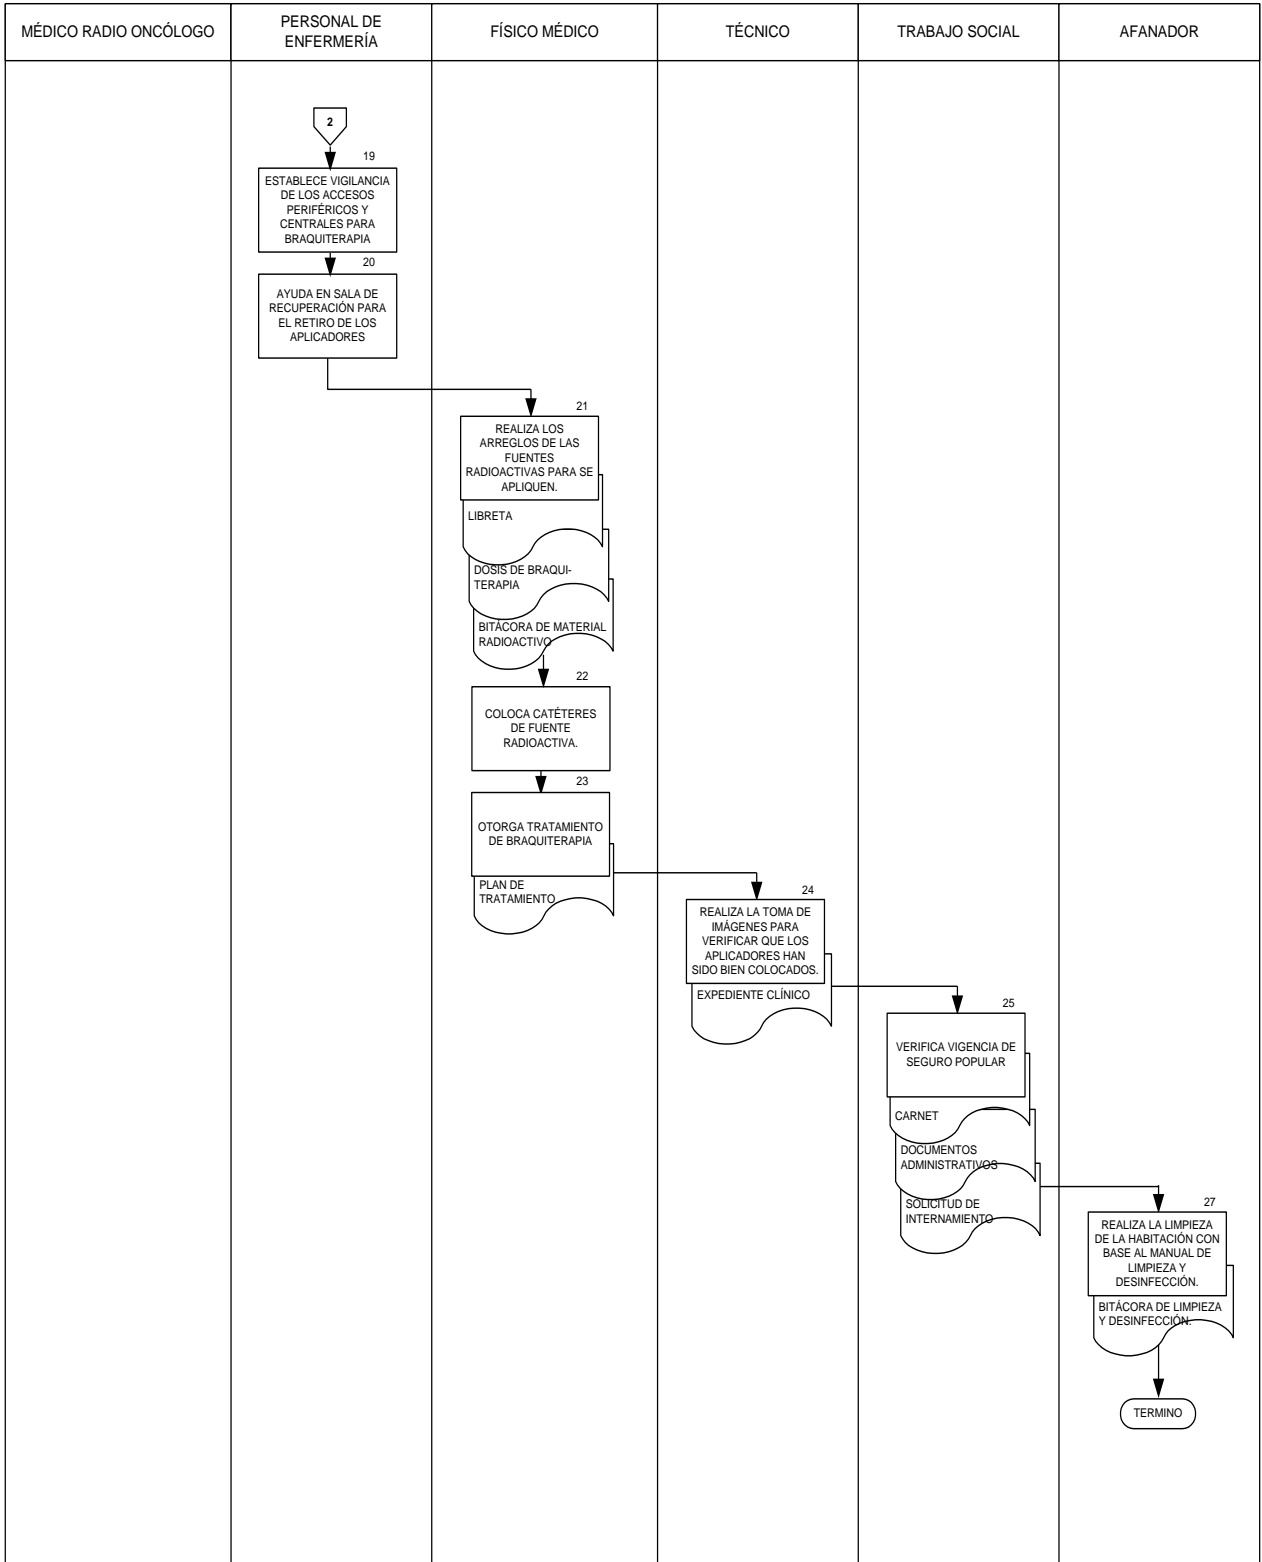 MÉDICO RADIO ONCÓLOGO
PERSONAL DE
ENFERMERÍA
FÍSICO MÉDICO
TÉCNICO
TRABAJO SOCIAL
AFANADOR
2
19
ESTABLECE VIGILANCIA
DE LOS ACCESOS
PERIFÉRICOS Y
CENTRALES PARA
BRAQUITERAPIA
20
AYUDA EN SALA DE
RECUPERACIÓN PARA
EL RETIRO DE LOS
APLICADORES
21
REALIZA LOS
ARREGLOS DE LAS
FUENTES
RADIOACTIVAS PARA SE
APLIQUEN.
LIBRETA
DOSIS DE BRAQUI-
TERAPIA
BITÁCORA DE MATERIAL
RADIOACTIVO
22
COLOCA CATÉTERES
DE FUENTE
RADIOACTIVA.
23
OTORGA TRATAMIENTO
DE BRAQUITERAPIA
PLAN DE
TRATAMIENTO
24
REALIZA LA TOMA DE
IMÁGENES PARA
VERIFICAR QUE LOS
APLICADORES HAN
SIDO BIEN COLOCADOS.
EXPEDIENTE CLÍNICO
25
VERIFICA VIGENCIA DE
SEGURO POPULAR
CARNET
DOCUMENTOS
ADMINISTRATIVOS
SOLICITUD DE
INTERNAMIENTO
27
REALIZA LA LIMPIEZA
DE LA HABITACIÓN CON
BASE AL MANUAL DE
LIMPIEZA Y
DESINFECCIÓN.
BITÁCORA DE LIMPIEZA
Y DESINFECCIÓN.
TERMINO